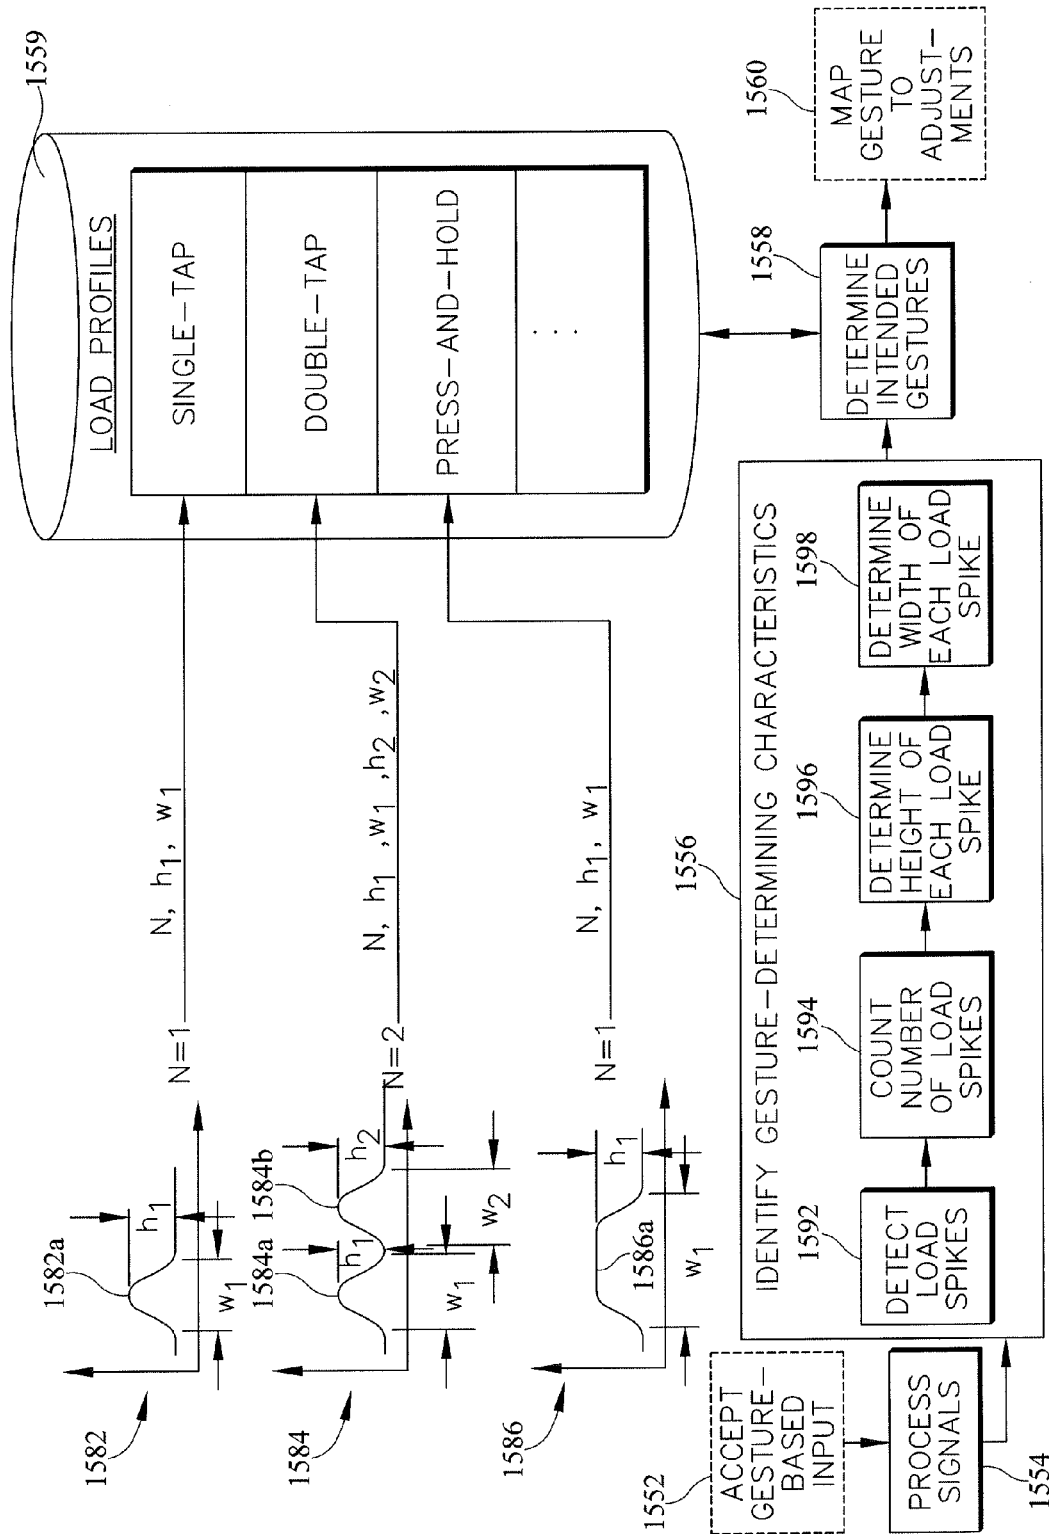 1582
1582a
h1
w1
N=1
N, h1, w1
1584
1584a
1584b
h1
h2
w1
w2
N=2
N, h1 ,w1 ,h2 ,w2
1586
1586a
h1
w1
N=1
N, h1, w1
1559
LOAD PROFILES
SINGLE-TAP
DOUBLE-TAP
PRESS-AND-HOLD
...
1552
ACCEPT
GESTURE-
BASED
INPUT
PROCESS
SIGNALS
1554
1556
IDENTIFY GESTURE-DETERMINING CHARACTERISTICS
1592
DETECT
LOAD
SPIKES
1594
COUNT
NUMBER
OF LOAD
SPIKES
1596
DETERMINE
HEIGHT OF
EACH LOAD
SPIKE
1598
DETERMINE
WIDTH OF
EACH LOAD
SPIKE
1558
DETERMINE
INTENDED
GESTURES
1560
MAP
GESTURE
TO
ADJUST-
MENTS